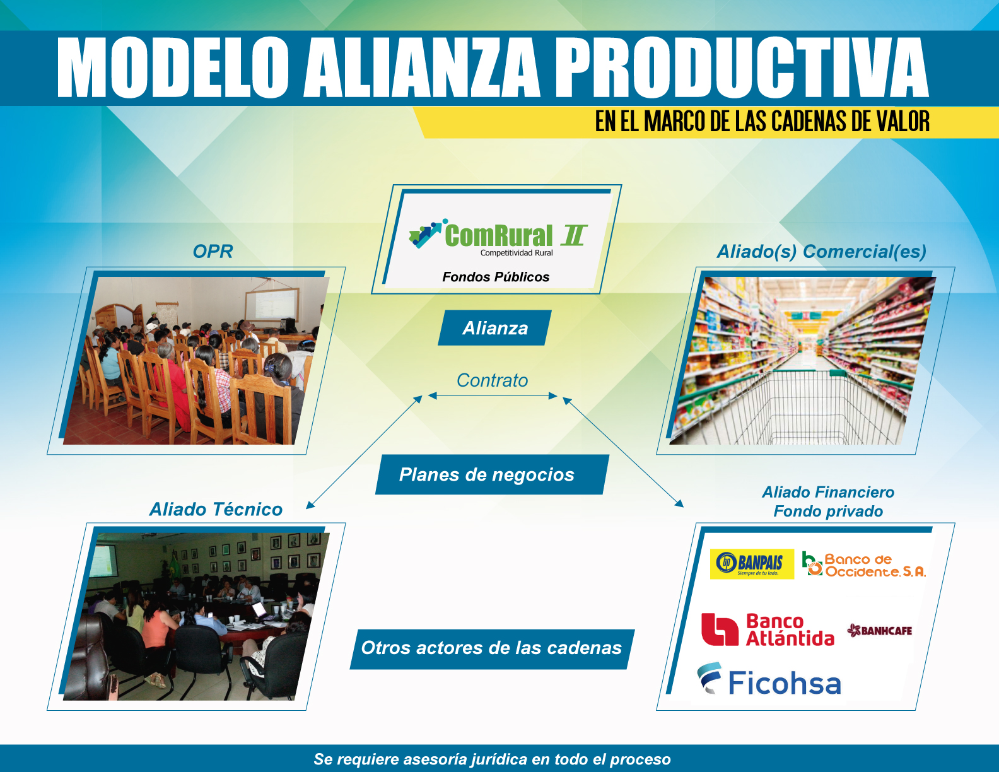 MODELO ALIANZA PRODUCTIVA
EN EL MARCO DE LAS CADENAS DE VALOR
ComRural II
Competitividad Rural
Fondos Públicos
OPR
Aliado(s) Comercial(es)
Alianza
Contrato
Planes de negocios
Aliado Técnico
Aliado Financiero
Fondo privado
bp BANPAIS
Siempre de tu lado.
Banco de
Occidente, S.A.
Banco
Atlántida
BANHCAFE
Ficohsa
Otros actores de las cadenas
Se requiere asesoría jurídica en todo el proceso